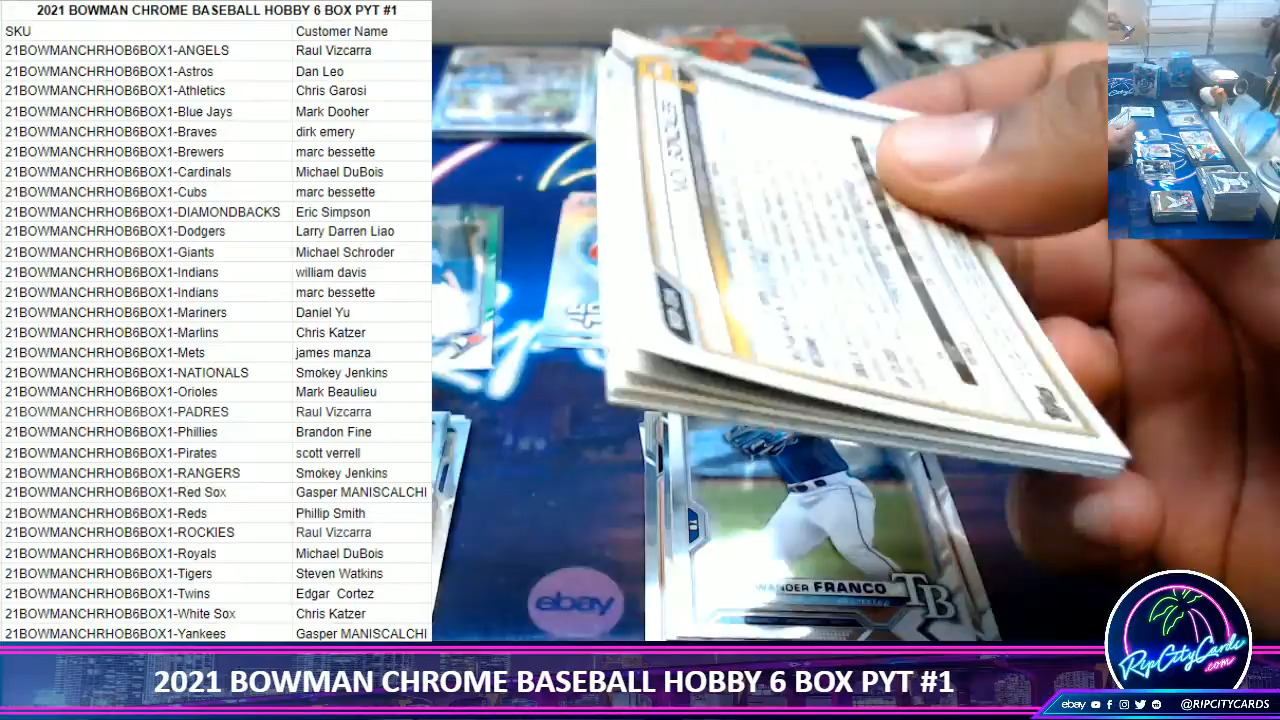 2021 BOWMAN CHROME BASEBALL HOBBY 6 BOX PYT #1
SKU Customer Name
21BOWMANCHRHOB6BOX1-ANGELS Raul Vizcarra
21BOWMANCHRHOB6BOX1-Astros Dan Leo
21BOWMANCHRHOB6BOX1-Athletics Chris Garosi
21BOWMANCHRHOB6BOX1-Blue Jays Mark Dooher
21BOWMANCHRHOB6BOX1-Braves dirk emery
21BOWMANCHRHOB6BOX1-Brewers marc bessette
21BOWMANCHRHOB6BOX1-Cardinals Michael DuBois
21BOWMANCHRHOB6BOX1-Cubs marc bessette
21BOWMANCHRHOB6BOX1-DIAMONDBACKS Eric Simpson
21BOWMANCHRHOB6BOX1-Dodgers Larry Darren Liao
21BOWMANCHRHOB6BOX1-Giants Michael Schroder
21BOWMANCHRHOB6BOX1-Indians william davis
21BOWMANCHRHOB6BOX1-Indians marc bessette
21BOWMANCHRHOB6BOX1-Mariners Daniel Yu
21BOWMANCHRHOB6BOX1-Marlins Chris Katzer
21BOWMANCHRHOB6BOX1-Mets james manza
21BOWMANCHRHOB6BOX1-NATIONALS Smokey Jenkins
21BOWMANCHRHOB6BOX1-Orioles Mark Beaulieu
21BOWMANCHRHOB6BOX1-PADRES Raul Vizcarra
21BOWMANCHRHOB6BOX1-Phillies Brandon Fine
21BOWMANCHRHOB6BOX1-Pirates scott verrell
21BOWMANCHRHOB6BOX1-RANGERS Smokey Jenkins
21BOWMANCHRHOB6BOX1-Red Sox Gasper MANISCALCHI
21BOWMANCHRHOB6BOX1-Reds Phillip Smith
21BOWMANCHRHOB6BOX1-ROCKIES Raul Vizcarra
21BOWMANCHRHOB6BOX1-Royals Michael DuBois
21BOWMANCHRHOB6BOX1-Tigers Steven Watkins
21BOWMANCHRHOB6BOX1-Twins Edgar Cortez
21BOWMANCHRHOB6BOX1-White Sox Chris Katzer
21BOWMANCHRHOB6BOX1-Yankees Gasper MANISCALCHI
WANDER FRANCO
TB
ebay
RipCityCards
.com
2021 BOWMAN CHROME BASEBALL HOBBY 6 BOX PYT #1
ebay @RIPCITYCARDS